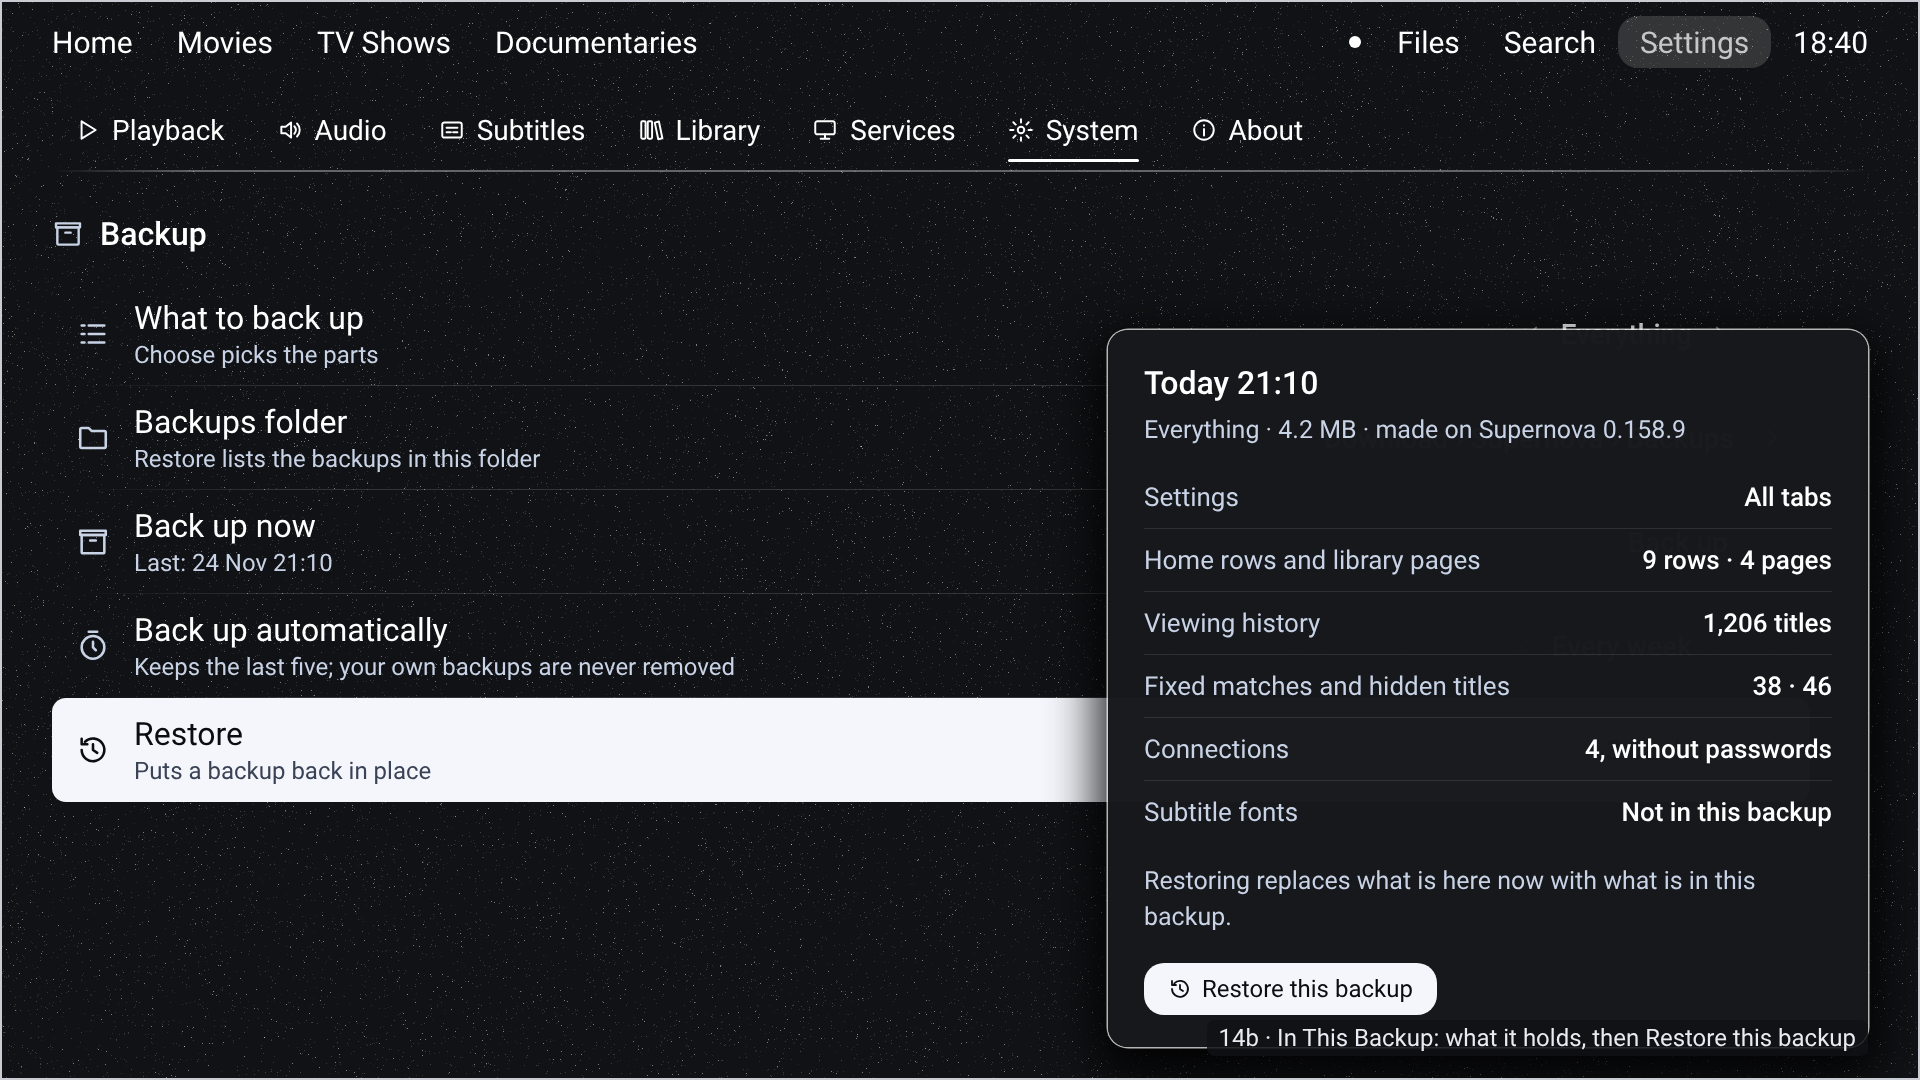 Home Movies TV Shows Documentaries Files Search Settings 18:40
Playback Audio Subtitles Library Services System About
Backup
What to back up
Choose picks the parts
Everything
Backups folder
Restore lists the backups in this folder
Back up now
Last: 24 Nov 21:10
Back up automatically
Keeps the last five; your own backups are never removed
Every week
Restore
Puts a backup back in place
Today 21:10
Everything · 4.2 MB · made on Supernova 0.158.9
Settings All tabs
Home rows and library pages 9 rows · 4 pages
Viewing history 1,206 titles
Fixed matches and hidden titles 38 · 46
Connections 4, without passwords
Subtitle fonts Not in this backup
Restoring replaces what is here now with what is in this
backup.
Restore this backup
14b · In This Backup: what it holds, then Restore this backup